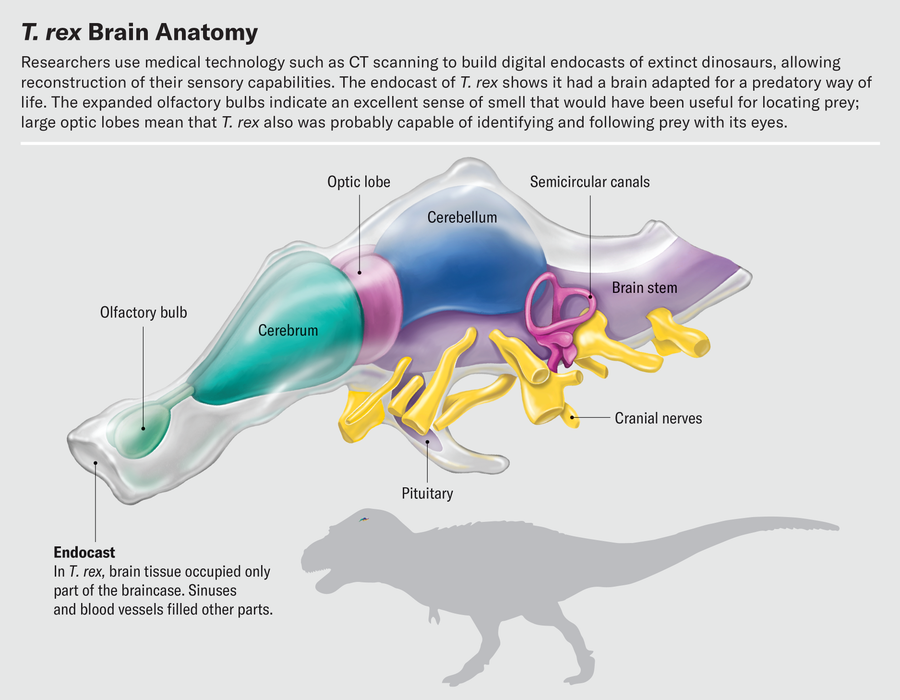 T. rex Brain Anatomy
Researchers use medical technology such as CT scanning to build digital endocasts of extinct dinosaurs, allowing
reconstruction of their sensory capabilities. The endocast of T. rex shows it had a brain adapted for a predatory way of
life. The expanded olfactory bulbs indicate an excellent sense of smell that would have been useful for locating prey;
large optic lobes mean that T. rex also was probably capable of identifying and following prey with its eyes.
Optic lobe
Semicircular canals
Cerebellum
Brain stem
Olfactory bulb
Cerebrum
Cranial nerves
Pituitary
Endocast
In T. rex, brain tissue occupied only
part of the braincase. Sinuses
and blood vessels filled other parts.